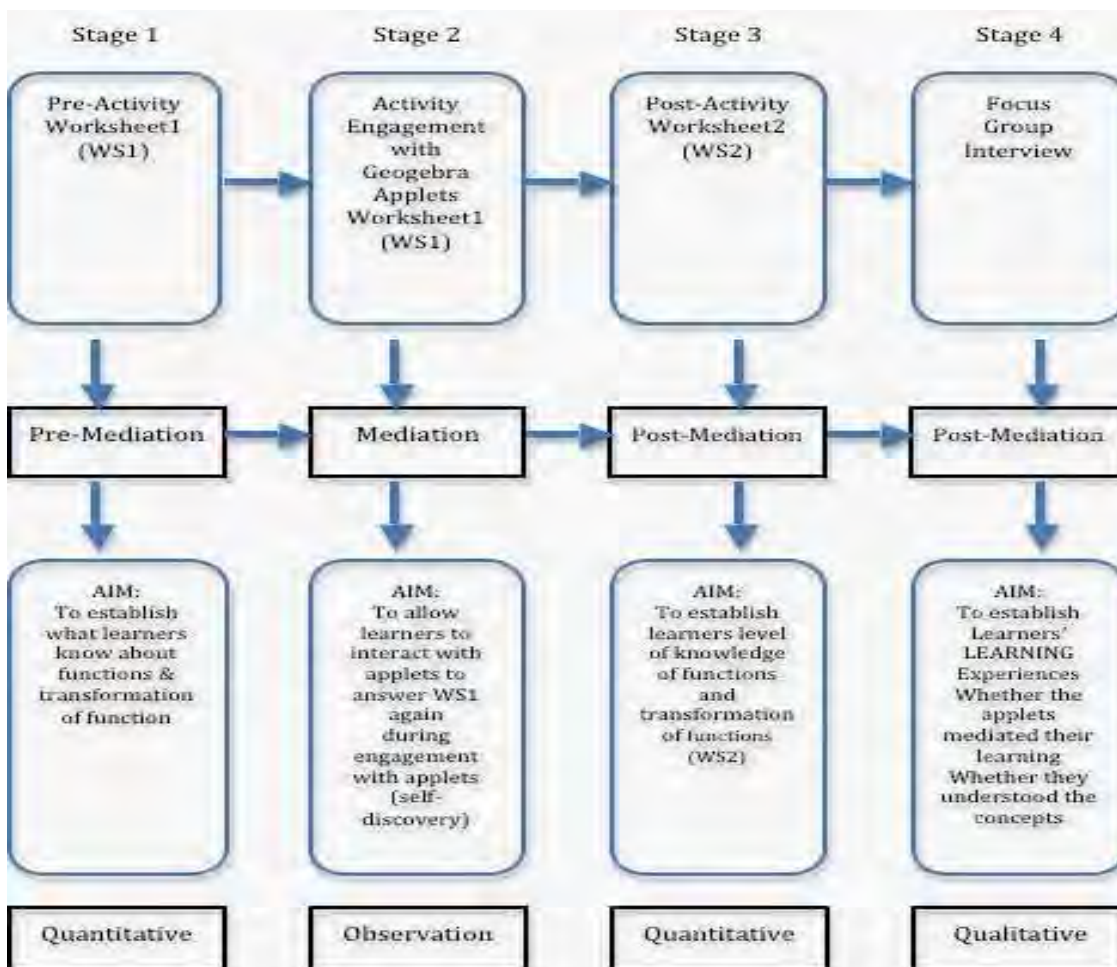 Stage 1
Stage 2
Stage 3
Stage 4
Pre-Activity
Worksheet1
(WS1)
Activity
Engagement
with
Geogebra
Applets
Worksheet1
(WS1)
Post-Activity
Worksheet2
(WS2)
Focus
Group
Interview
Pre-Mediation
Mediation
Post-Mediation
Post-Mediation
AIM:
To establish
what learners
know about
functions &
transformation
of function
AIM:
To allow
learners to
interact with
applets to
answer WS1
again
during
engagement
with applets
(self-
discovery)
AIM:
To establish
learners level
of knowledge
of functions
and
transformation
of functions
(WS2)
AIM:
To establish
Learners'
LEARNING
Experiences
Whether the
applets
mediated their
learning
Whether they
understood the
concepts
Quantitative
Observation
Quantitative
Qualitative